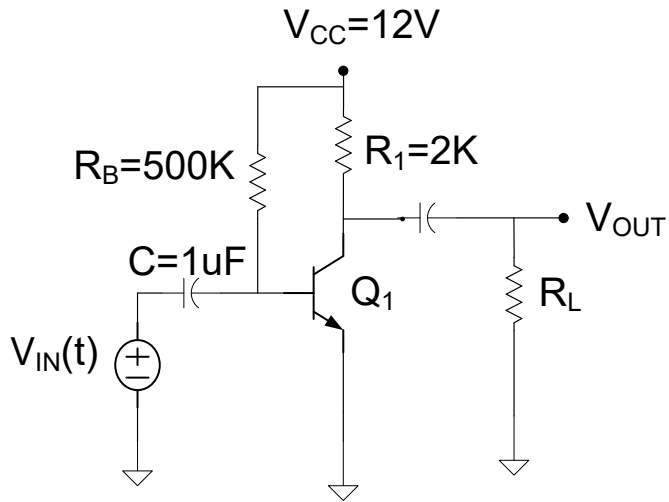 V_CC=12V
R_B=500K
R_1=2K
V_OUT
C=1uF
Q_1
R_L
V_IN(t)
+
−